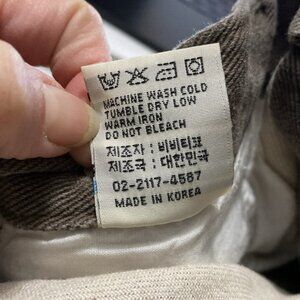 MACHINE WASH COLD
TUMBLE DRY LOW
WARM IRON
DO NOT BLEACH
제조자 : 비비티포
제조국 : 대한민국
02-2117-4587
MADE IN KOREA